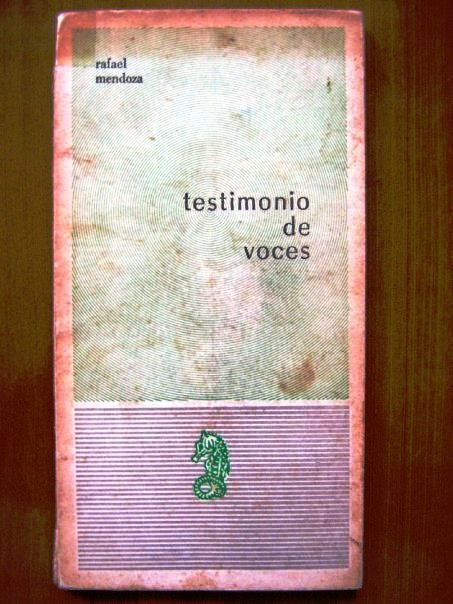 rafael
mendoza
testimonio
de
voces